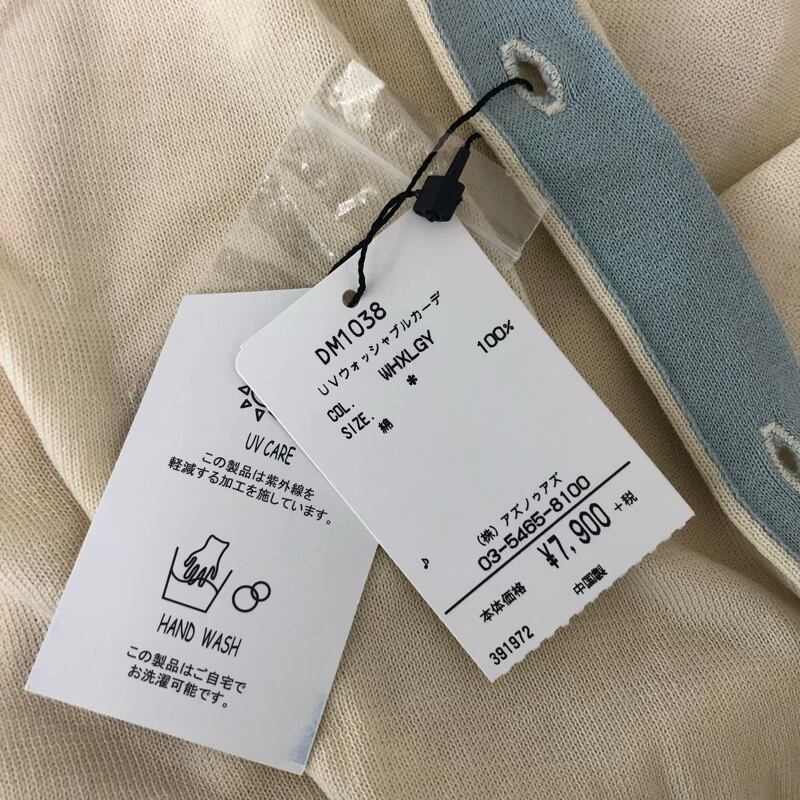 DM1038
UVウォッシャブルカーデ
COL. WHXLGY
SIZE. *
綿 100%
(株) アズノゥアズ
03-5465-8100
本体価格 ¥7,900 +税
391972 中国製
UV CARE
この製品は紫外線を
軽減する加工を施しています。
HAND WASH
この製品はご自宅で
お洗濯可能です。